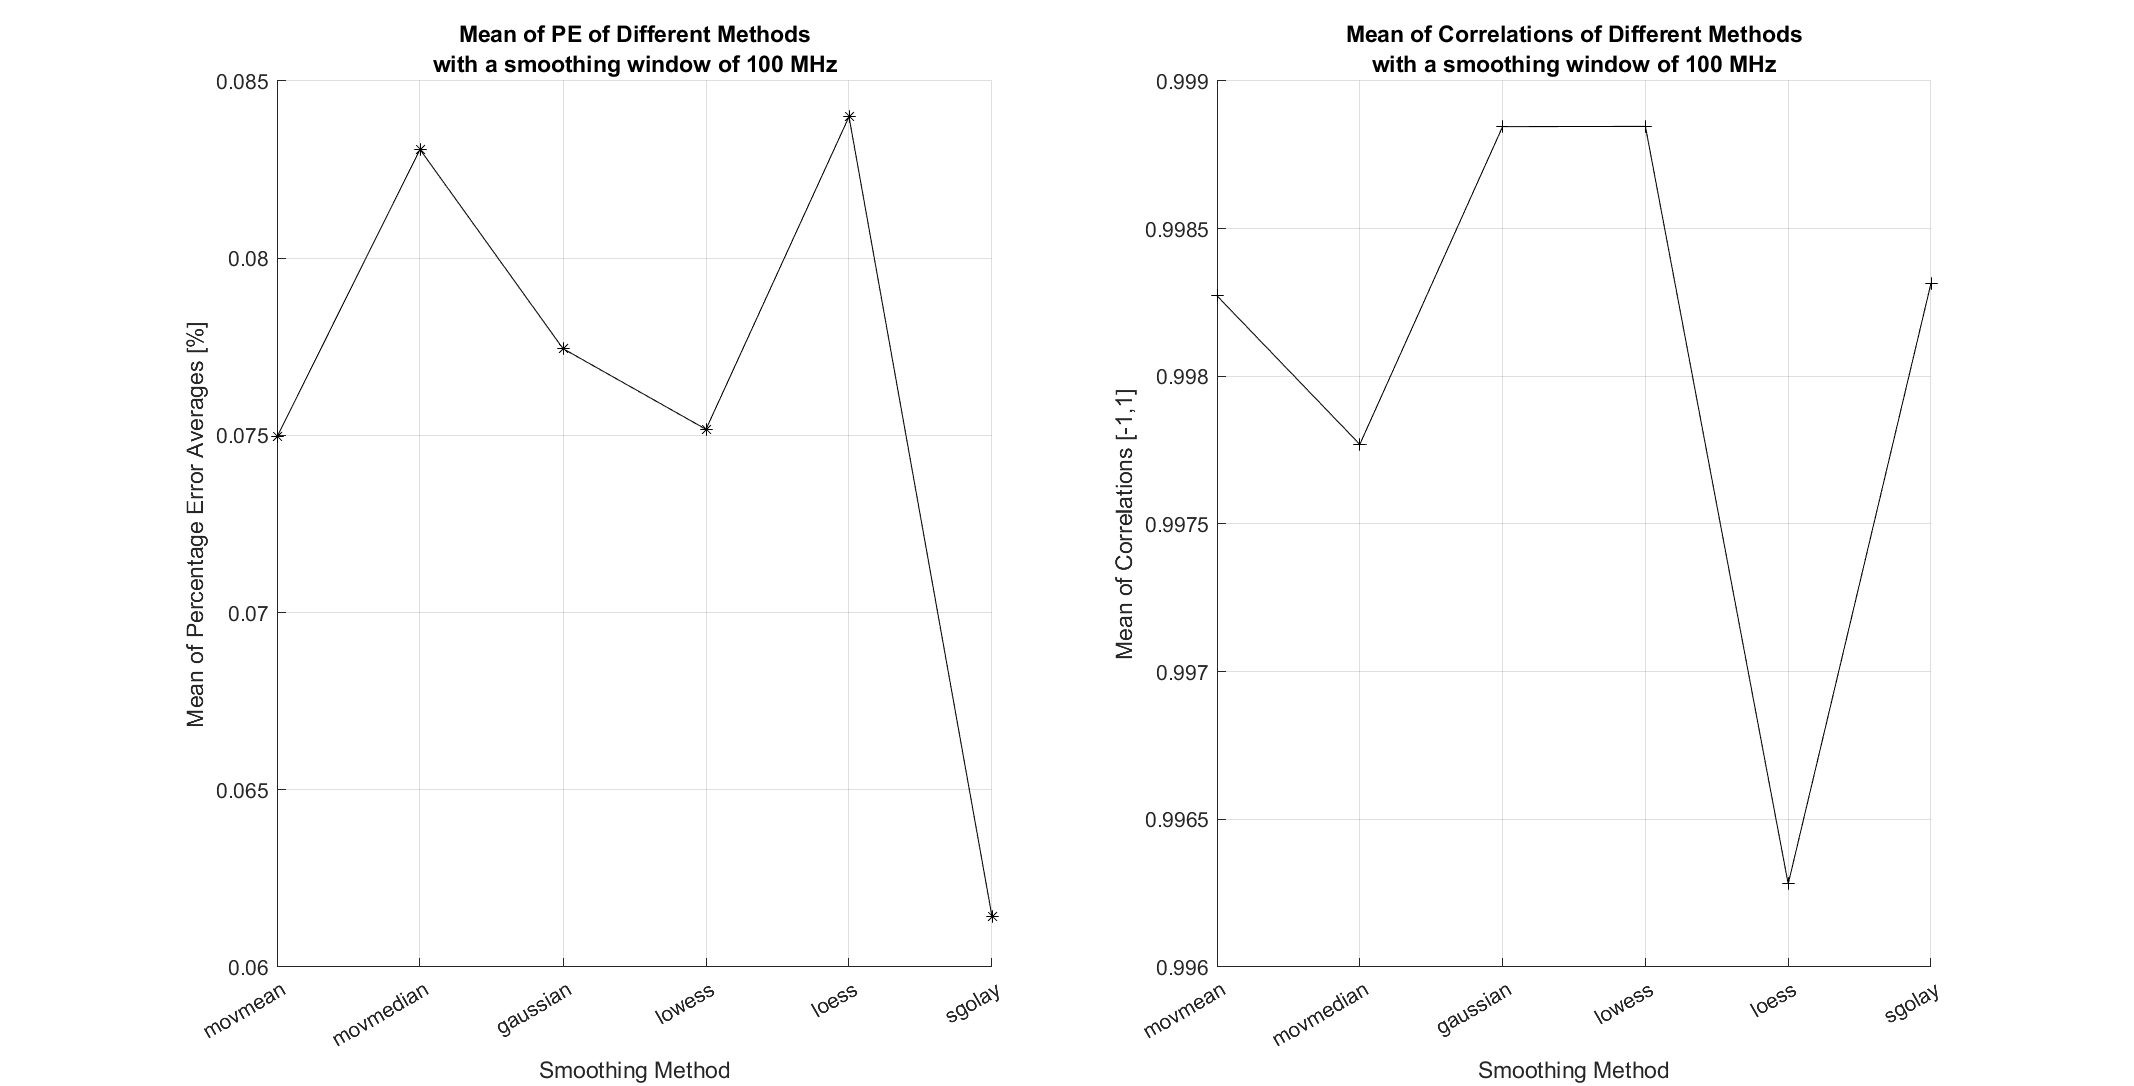 Mean of PE of Different Methods
with a smoothing window of 100 MHz
0.085
0.08
0.075
0.07
0.065
0.06
Mean of Percentage Error Averages [%]
movmean
movmedian
gaussian
lowess
loess
sgolay
Smoothing Method
Mean of Correlations of Different Methods
with a smoothing window of 100 MHz
0.999
0.9985
0.998
0.9975
0.997
0.9965
0.996
Mean of Correlations [-1,1]
movmean
movmedian
gaussian
lowess
loess
sgolay
Smoothing Method